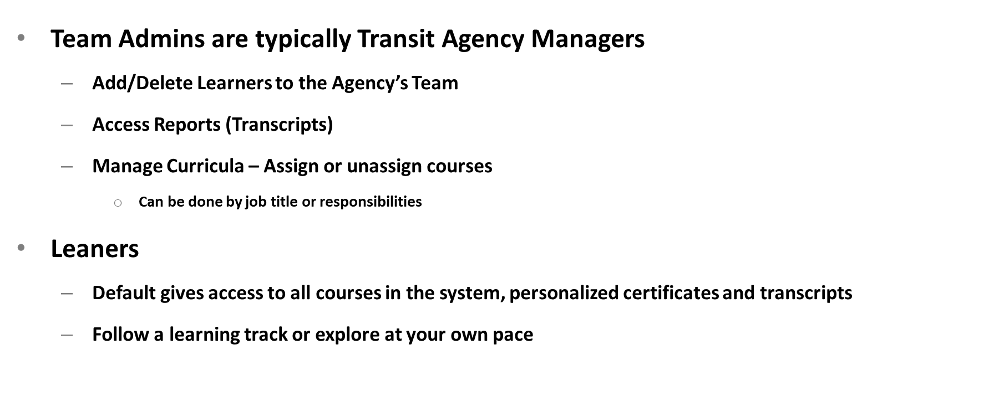 • Team Admins are typically Transit Agency Managers
– Add/Delete Learners to the Agency’s Team
– Access Reports (Transcripts)
– Manage Curricula – Assign or unassign courses
○ Can be done by job title or responsibilities
• Leaners
– Default gives access to all courses in the system, personalized certificates and transcripts
– Follow a learning track or explore at your own pace